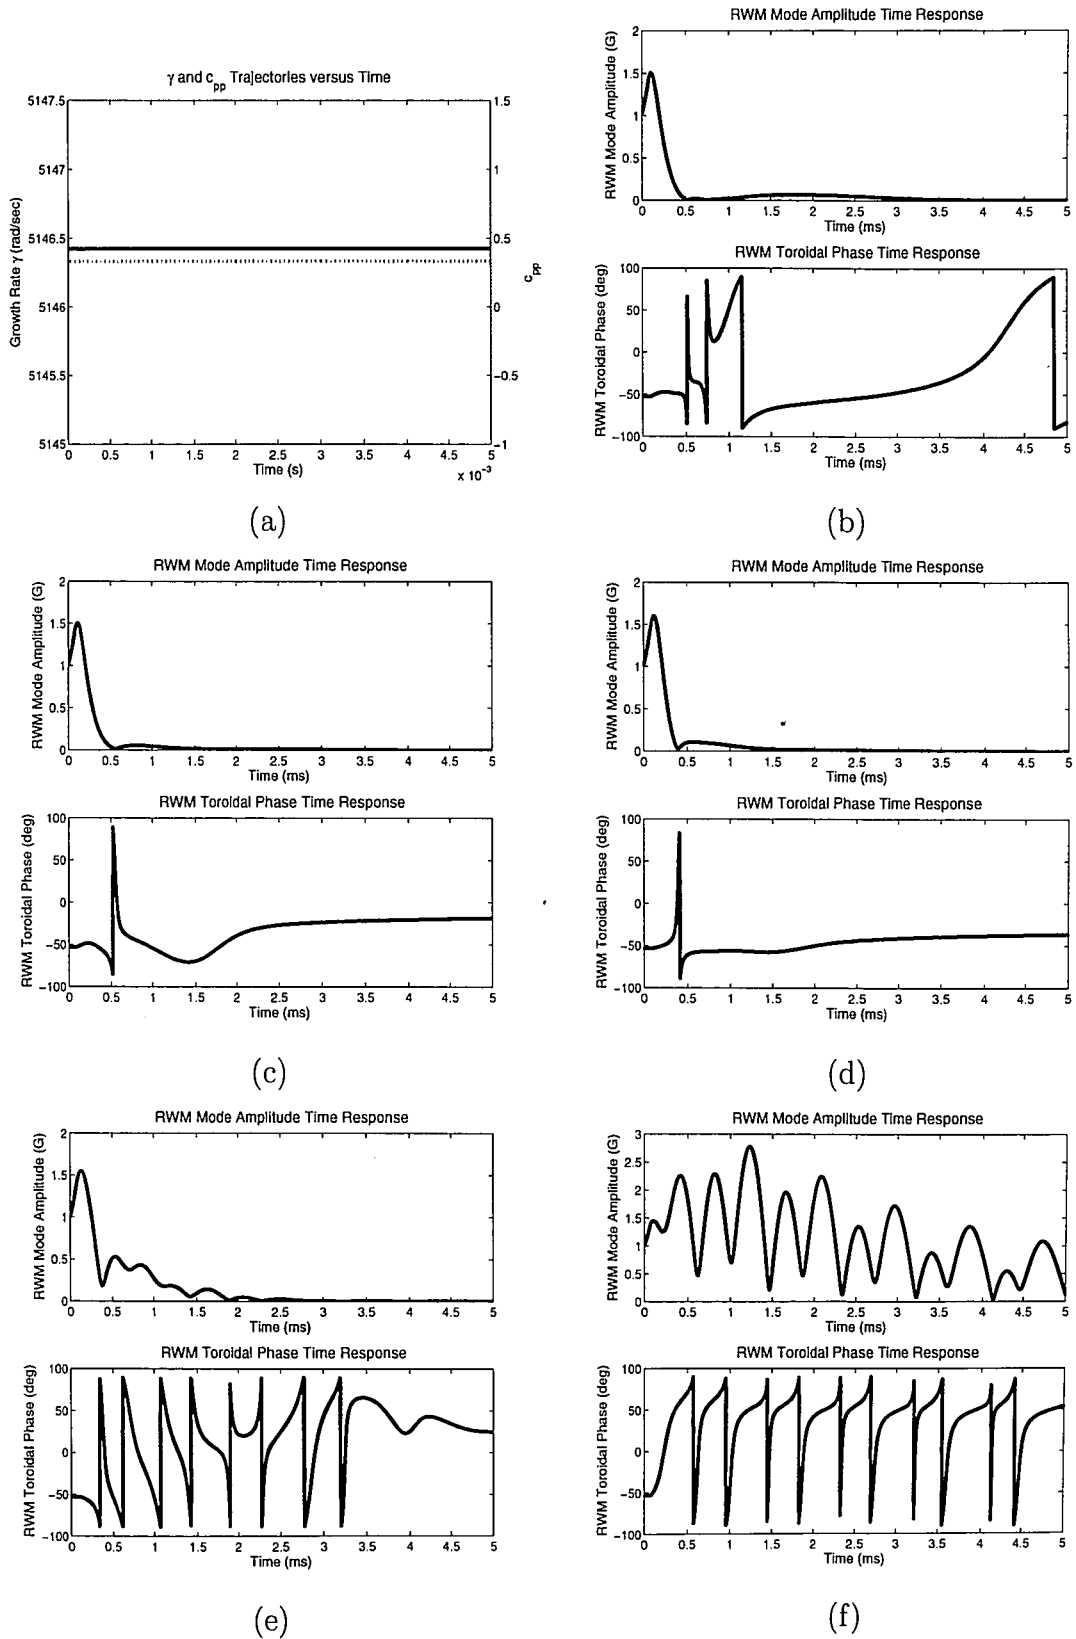 γ and c_pp Trajectories versus Time
5147.5
5147
5146.5
5146
5145.5
5145
Growth Rate γ (rad/sec)
1.5
1
0.5
0
−0.5
−1
c_pp
0 0.5 1 1.5 2 2.5 3 3.5 4 4.5 5
Time (s)
x 10^-3
(a)
RWM Mode Amplitude Time Response
RWM Mode Amplitude (G)
2
1.5
1
0.5
0
0 0.5 1 1.5 2 2.5 3 3.5 4 4.5 5
Time (ms)
RWM Toroidal Phase Time Response
RWM Toroidal Phase (deg)
100
50
0
−50
−100
0 0.5 1 1.5 2 2.5 3 3.5 4 4.5 5
Time (ms)
(b)
RWM Mode Amplitude Time Response
RWM Mode Amplitude (G)
2
1.5
1
0.5
0
0 0.5 1 1.5 2 2.5 3 3.5 4 4.5 5
Time (ms)
RWM Toroidal Phase Time Response
RWM Toroidal Phase (deg)
100
50
0
−50
−100
0 0.5 1 1.5 2 2.5 3 3.5 4 4.5 5
Time (ms)
(c)
RWM Mode Amplitude Time Response
RWM Mode Amplitude (G)
2
1.5
1
0.5
0
0 0.5 1 1.5 2 2.5 3 3.5 4 4.5 5
Time (ms)
RWM Toroidal Phase Time Response
RWM Toroidal Phase (deg)
100
50
0
−50
−100
0 0.5 1 1.5 2 2.5 3 3.5 4 4.5 5
Time (ms)
(d)
RWM Mode Amplitude Time Response
RWM Mode Amplitude (G)
2
1.5
1
0.5
0
0 0.5 1 1.5 2 2.5 3 3.5 4 4.5 5
Time (ms)
RWM Toroidal Phase Time Response
RWM Toroidal Phase (deg)
100
50
0
−50
−100
0 0.5 1 1.5 2 2.5 3 3.5 4 4.5 5
Time (ms)
(e)
RWM Mode Amplitude Time Response
RWM Mode Amplitude (G)
3
2.5
2
1.5
1
0.5
0
0 0.5 1 1.5 2 2.5 3 3.5 4 4.5 5
Time (ms)
RWM Toroidal Phase Time Response
RWM Toroidal Phase (deg)
100
50
0
−50
−100
0 0.5 1 1.5 2 2.5 3 3.5 4 4.5 5
Time (ms)
(f)